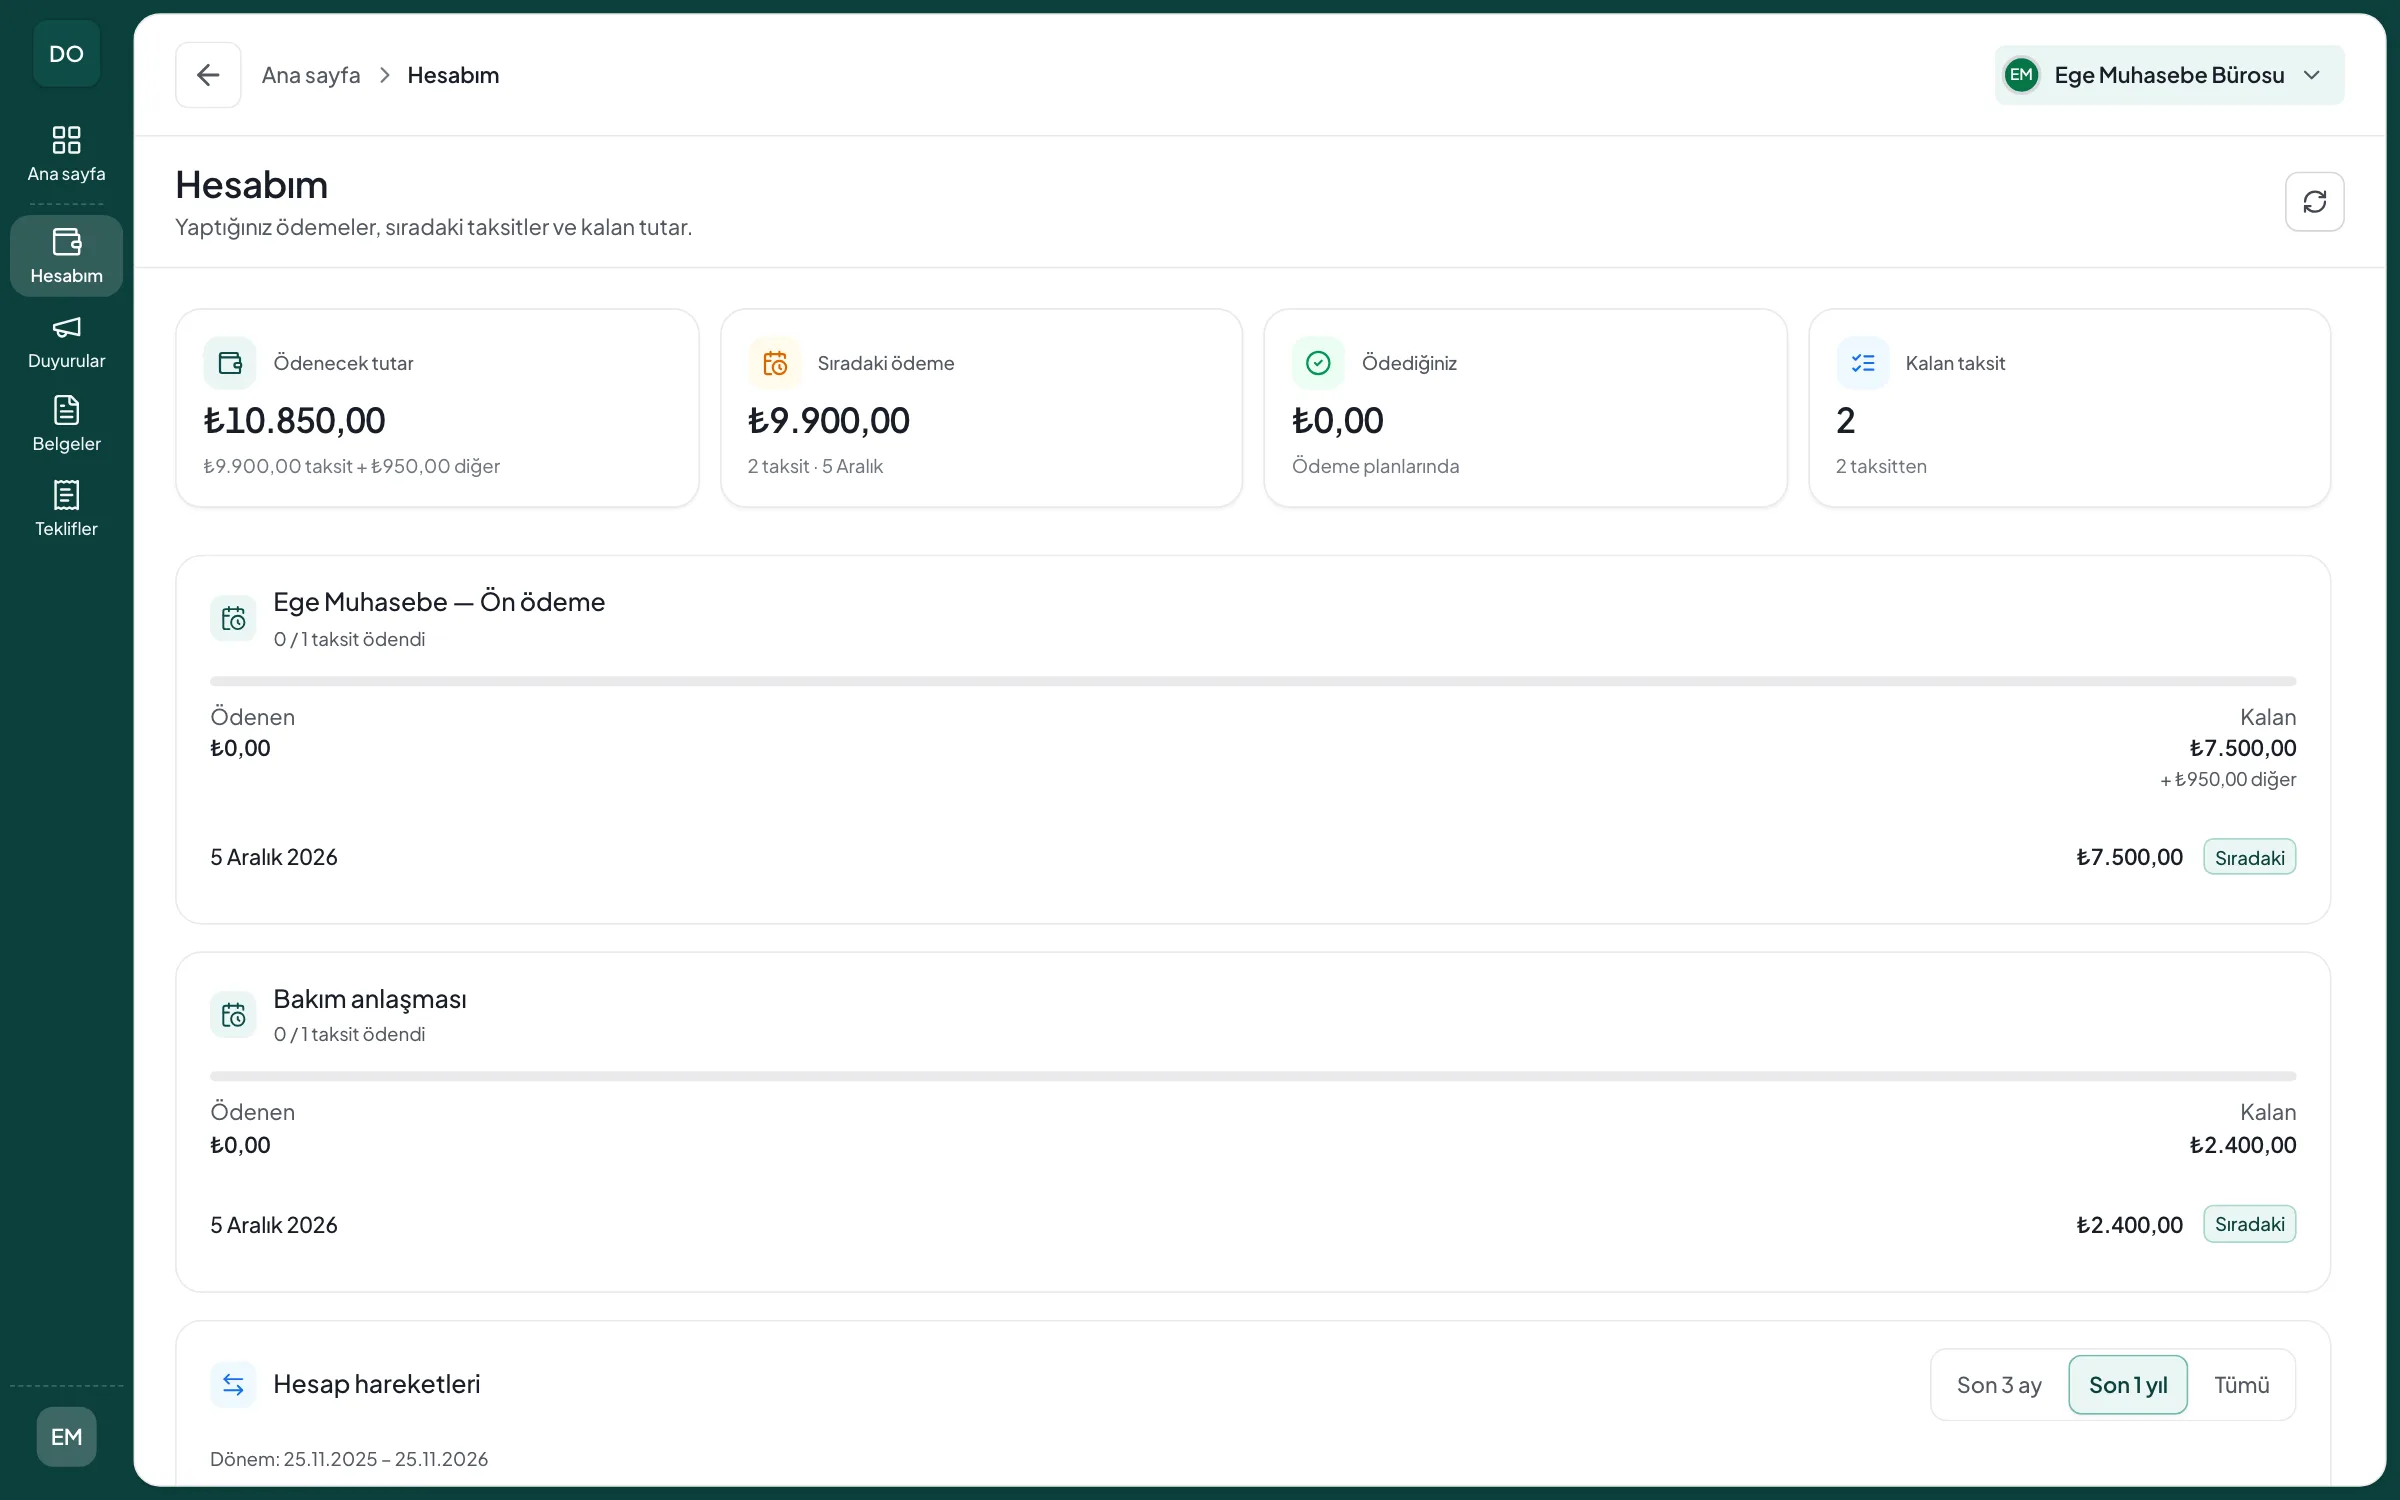 DO
Ana sayfa
Hesabım
Duyurular
Belgeler
Teklifler
EM
Ana sayfa > Hesabım
EM Ege Muhasebe Bürosu
Hesabım
Yaptığınız ödemeler, sıradaki taksitler ve kalan tutar.
Ödenecek tutar
₺10.850,00
₺9.900,00 taksit + ₺950,00 diğer
Sıradaki ödeme
₺9.900,00
2 taksit · 5 Aralık
Ödediğiniz
₺0,00
Ödeme planlarında
Kalan taksit
2
2 taksitten
Ege Muhasebe — Ön ödeme
0 / 1 taksit ödendi
Ödenen
₺0,00
Kalan
₺7.500,00
+ ₺950,00 diğer
5 Aralık 2026
₺7.500,00 Sıradaki
Bakım anlaşması
0 / 1 taksit ödendi
Ödenen
₺0,00
Kalan
₺2.400,00
5 Aralık 2026
₺2.400,00 Sıradaki
Hesap hareketleri
Son 3 ay Son 1 yıl Tümü
Dönem: 25.11.2025 – 25.11.2026